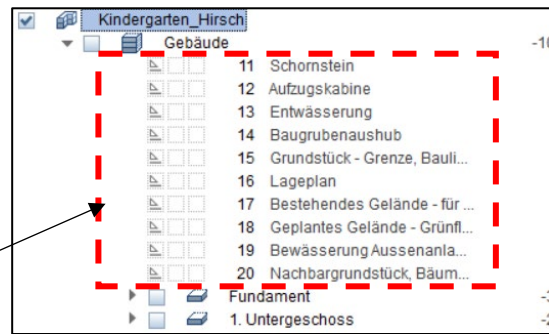 Kindergarten_Hirsch
Gebäude
11 Schornstein
12 Aufzugskabine
13 Entwässerung
14 Baugrubenaushub
15 Grundstück - Grenze, Bauli...
16 Lageplan
17 Bestehendes Gelände - für ...
18 Geplantes Gelände - Grünfl...
19 Bewässerung Aussenanla...
20 Nachbargrundstück, Bäum...
Fundament
1. Untergeschoss